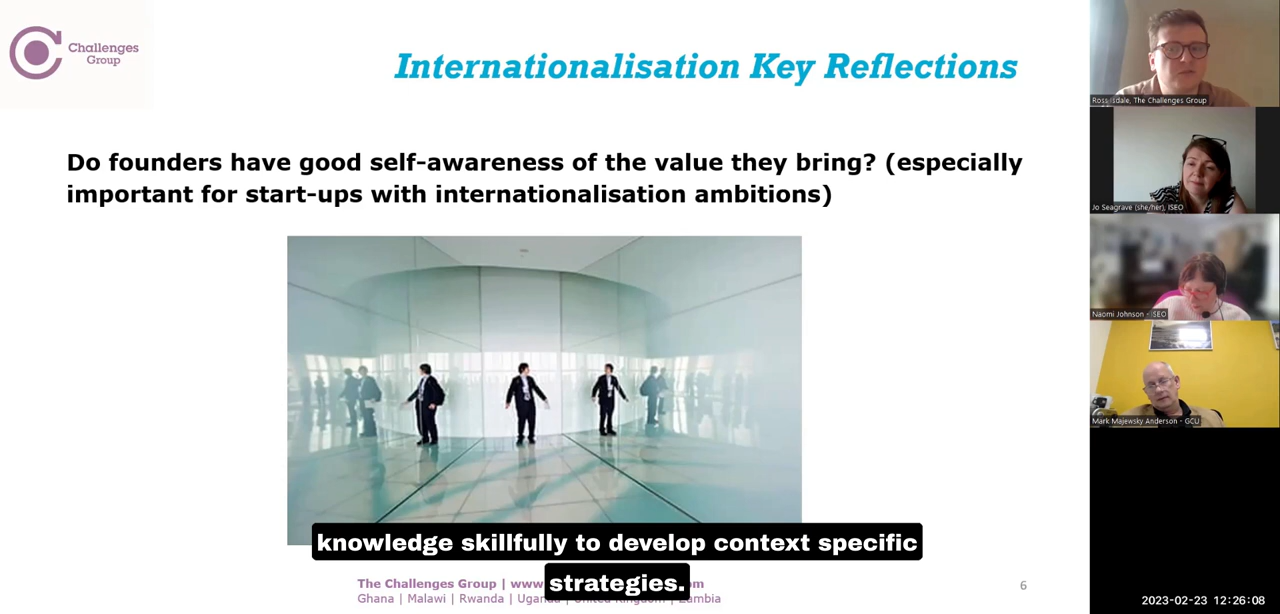 Challenges
Group
Internationalisation Key Reflections
Do founders have good self-awareness of the value they bring? (especially
important for start-ups with internationalisation ambitions)
knowledge skillfully to develop context specific
strategies.
The Challenges Group | www
om
Ghana | Malawi | Rwanda | Ugan
Zambia
6
Ross Isdale, The Challenges Group
Jo Seagrave (she/her), ISEO
Naomi Johnson - ISEO
Mark Majewsky Anderson - GCU
2023-02-23 12:26:08